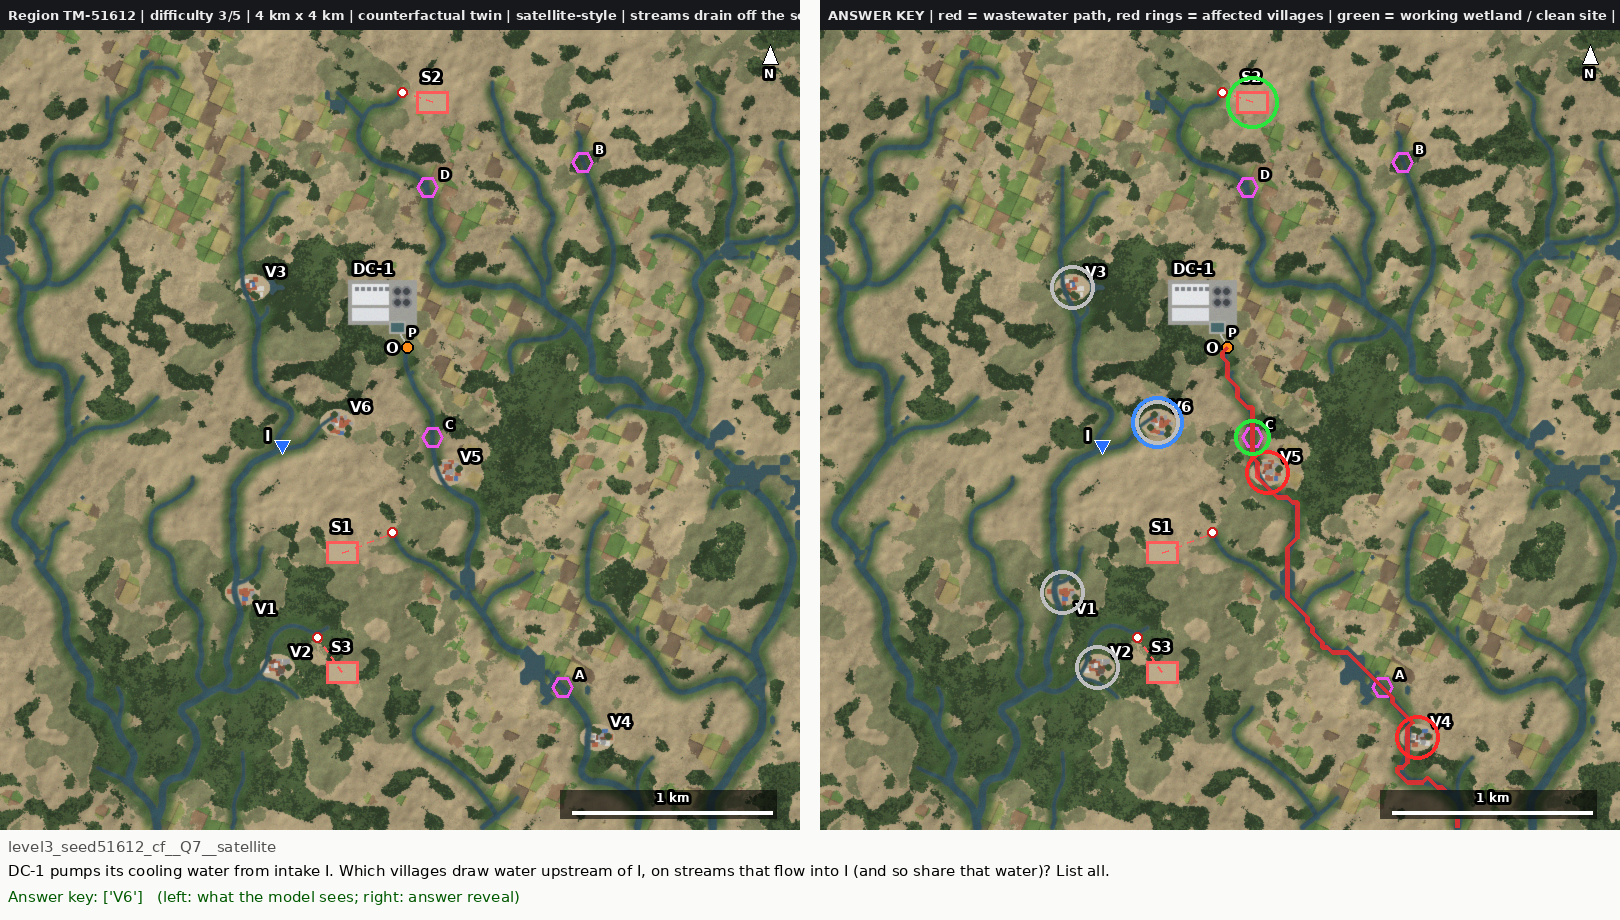 Region TM-51612 | difficulty 3/5 | 4 km x 4 km | counterfactual twin | satellite-style | streams drain off the
ANSWER KEY | red = wastewater path, red rings = affected villages | green = working wetland / clean site |
N
S2
B
D
V3
DC-1
P
O
V6
I
C
V5
S1
V1
V2
S3
A
V4
1 km
N
S2
B
D
V3
DC-1
P
O
V6
I
C
V5
S1
V1
V2
S3
A
V4
1 km
level3_seed51612_cf__Q7__satellite
DC-1 pumps its cooling water from intake I. Which villages draw water upstream of I, on streams that flow into I (and so share that water)? List all.
Answer key: ['V6']   (left: what the model sees; right: answer reveal)